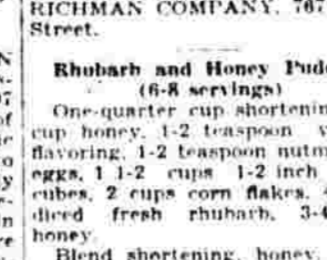 RICHMAN COMPANY, 767
Street.
Rhubarb and Honey Pudd
(6-8 servings)
One-quarter cup shortenin
cup honey, 1-2 teaspoon v
flavoring, 1-2 teaspoon nutm
eggs, 1 1-2 cups 1-2 inch
cubes, 2 cups corn flakes,
diced fresh rhubarb, 3-4
honey.
Blend shortening, honey,